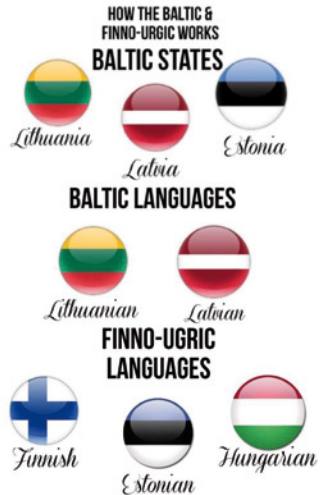 HOW THE BALTIC &
FINNO-URGIC WORKS
BALTIC STATES
Lithuania
Latvia
Estonia
BALTIC LANGUAGES
Lithuanian
Latvian
FINNO-UGRIC
LANGUAGES
Finnish
Estonian
Hungarian